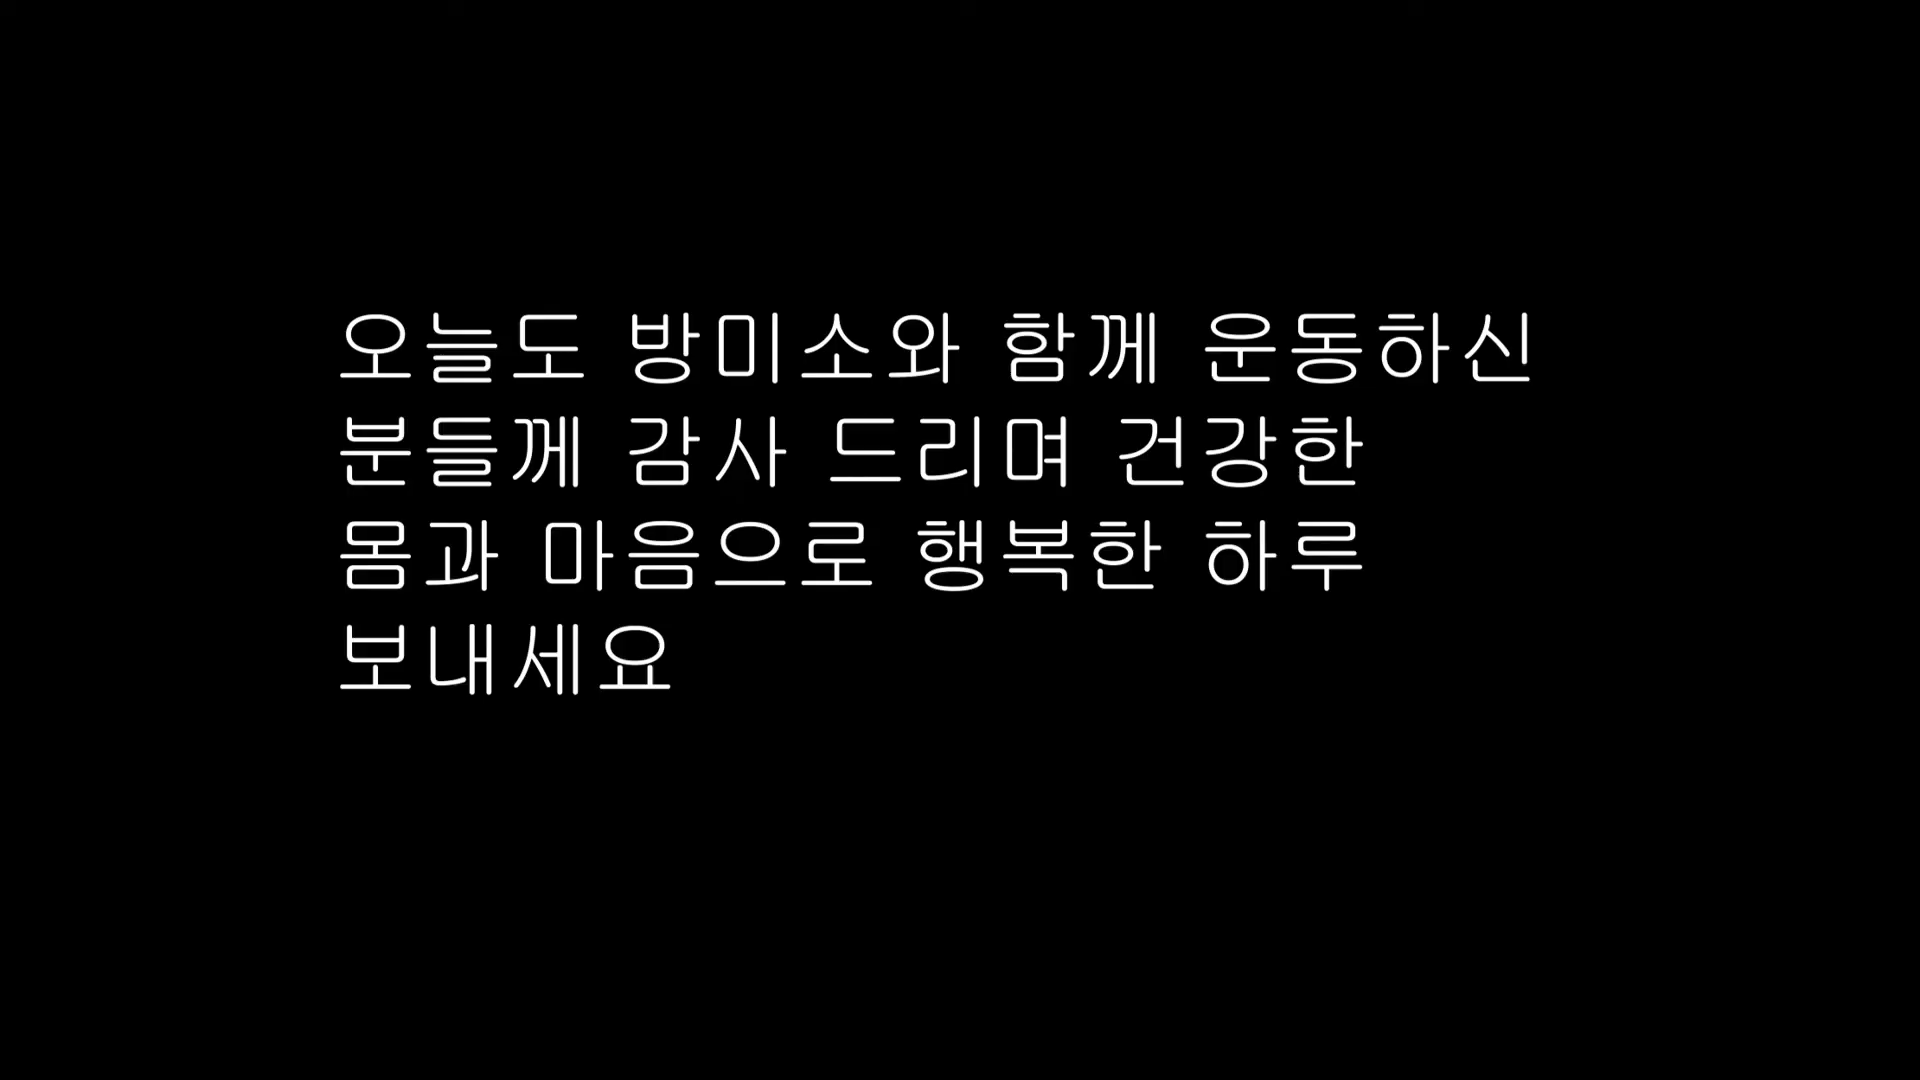 오늘도 방미소와 함께 운동하신
분들께 감사 드리며 건강한
몸과 마음으로 행복한 하루
보내세요